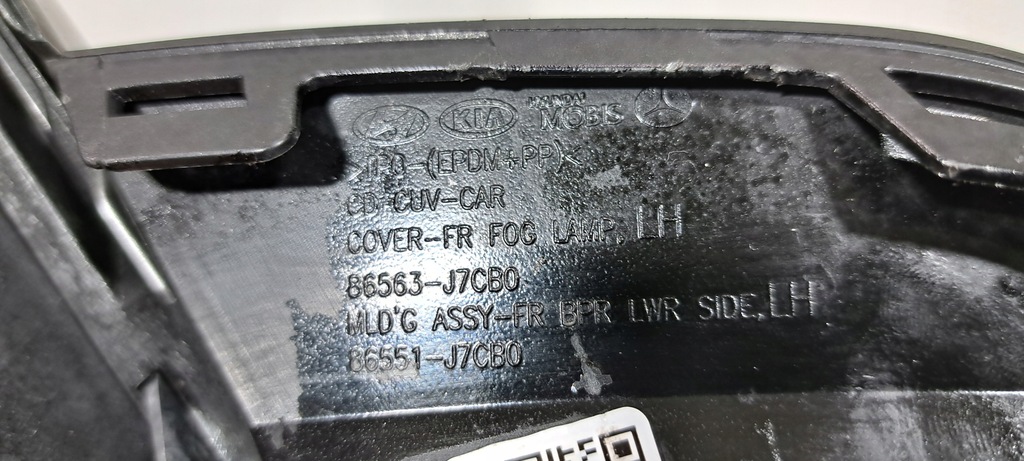 KIA HYUNDAI MOBIS
(EPDM+PP)<
CD CUV-CAR
COVER-FR FOG LAMP, LH
86563-J7CB0
MLD'G ASSY-FR BPR LWR SIDE, LH
86551-J7CB0